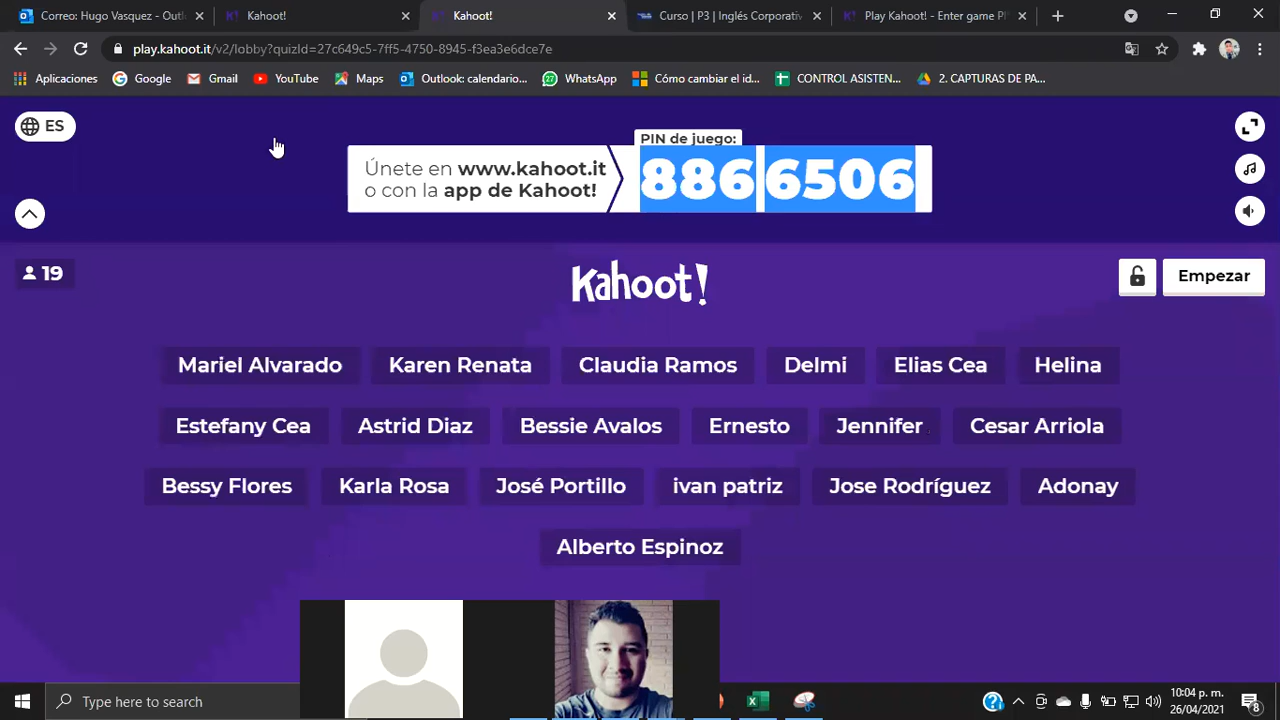 Correo: Hugo Vasquez - Outl
Kahoot!
Kahoot!
Curso | P3 | Inglés Corporativ
Play Kahoot! - Enter game P
play.kahoot.it/v2/lobby?quizId=27c649c5-7ff5-4750-8945-f3ea3e6dce7e
Aplicaciones
Google
Gmail
YouTube
Maps
Outlook: calendario...
27
WhatsApp
Cómo cambiar el id...
CONTROL ASISTEN...
2. CAPTURAS DE PA...
ES
Únete en www.kahoot.it
o con la app de Kahoot!
PIN de juego:
886 6506
19
Kahoot!
Empezar
Mariel Alvarado Karen Renata Claudia Ramos Delmi Elias Cea Helina
Estefany Cea Astrid Diaz Bessie Avalos Ernesto Jennifer Cesar Arriola
Bessy Flores Karla Rosa José Portillo ivan patriz Jose Rodríguez Adonay
Alberto Espinoz
Type here to search
10:04 p. m.
26/04/2021
8